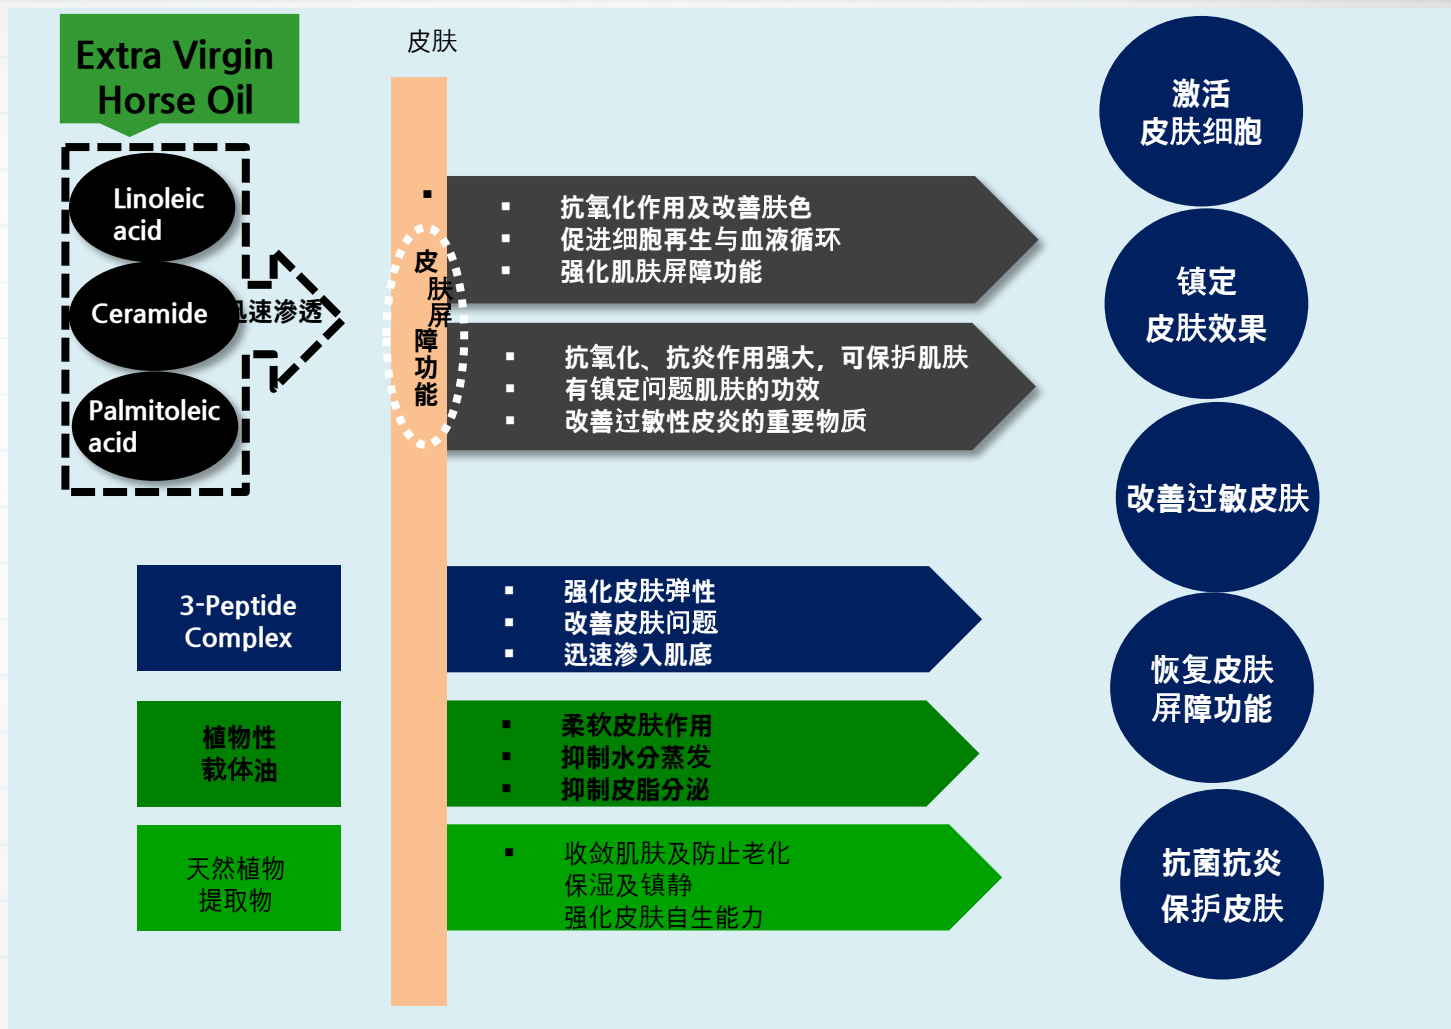 Extra Virgin
Horse Oil
Linoleic
acid
Ceramide
Palmitoleic
acid
迅速滲透
皮肤
皮
肤
屏
障
功
能
抗氧化作用及改善肤色
促进细胞再生与血液循环
强化肌肤屏障功能
抗氧化、抗炎作用强大，可保护肌肤
有镇定问题肌肤的功效
改善过敏性皮炎的重要物质
3-Peptide
Complex
强化皮肤弹性
改善皮肤问题
迅速滲入肌底
植物性
载体油
柔软皮肤作用
抑制水分蒸发
抑制皮脂分泌
天然植物
提取物
收敛肌肤及防止老化
保湿及镇静
强化皮肤自生能力
激活
皮肤细胞
镇定
皮肤效果
改善过敏皮肤
恢复皮肤
屏障功能
抗菌抗炎
保护皮肤